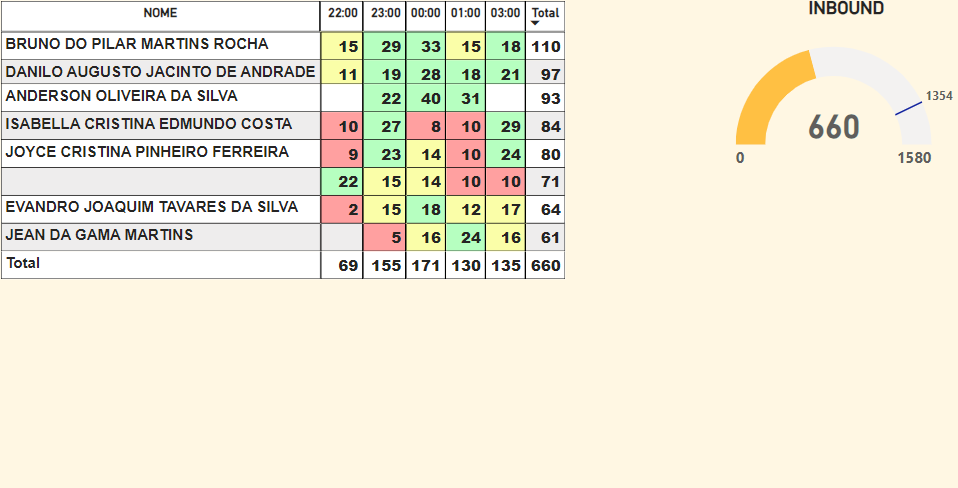 NOME 22:00 23:00 00:00 01:00 03:00 Total
BRUNO DO PILAR MARTINS ROCHA 15 29 33 15 18 110
DANILO AUGUSTO JACINTO DE ANDRADE 11 19 28 18 21 97
ANDERSON OLIVEIRA DA SILVA 22 40 31 93
ISABELLA CRISTINA EDMUNDO COSTA 10 27 8 10 29 84
JOYCE CRISTINA PINHEIRO FERREIRA 9 23 14 10 24 80
22 15 14 10 10 71
EVANDRO JOAQUIM TAVARES DA SILVA 2 15 18 12 17 64
JEAN DA GAMA MARTINS 5 16 24 16 61
Total 69 155 171 130 135 660
INBOUND
1354
660
0 1580